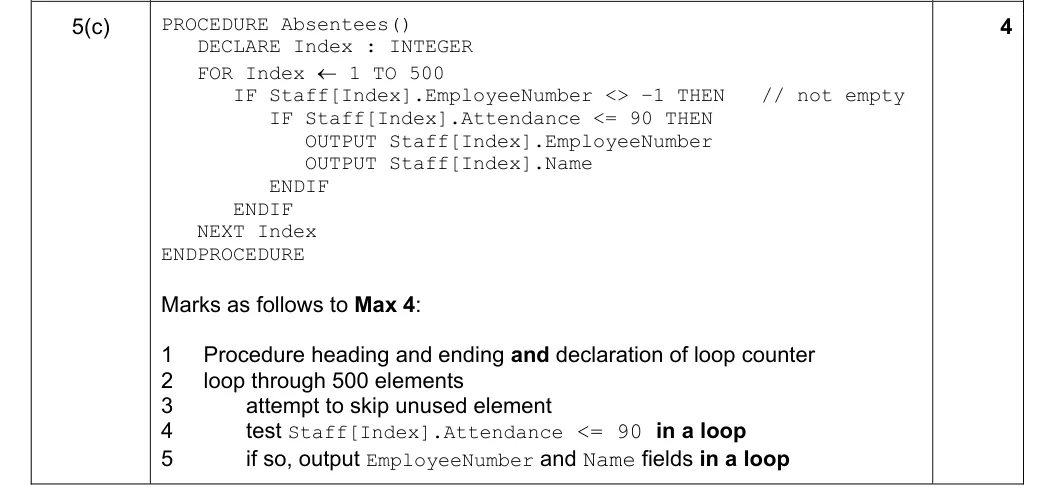 5(c)
PROCEDURE Absentees()
DECLARE Index : INTEGER
FOR Index ← 1 TO 500
IF Staff[Index].EmployeeNumber <> -1 THEN // not empty
IF Staff[Index].Attendance <= 90 THEN
OUTPUT Staff[Index].EmployeeNumber
OUTPUT Staff[Index].Name
ENDIF
ENDIF
NEXT Index
ENDPROCEDURE
Marks as follows to Max 4:
1 Procedure heading and ending and declaration of loop counter
2 loop through 500 elements
3 attempt to skip unused element
4 test Staff[Index].Attendance <= 90 in a loop
5 if so, output EmployeeNumber and Name fields in a loop
4